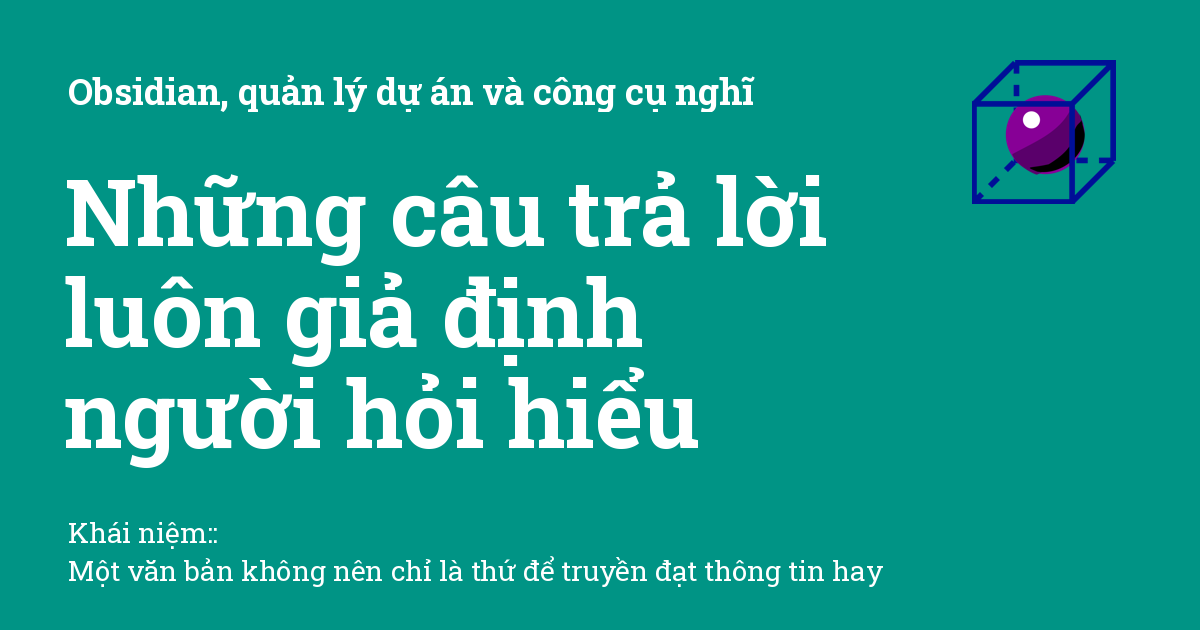 Obsidian, quản lý dự án và công cụ nghĩ
Những câu trả lời
luôn giả định
người hỏi hiểu
Khái niệm::
Một văn bản không nên chỉ là thứ để truyền đạt thông tin hay